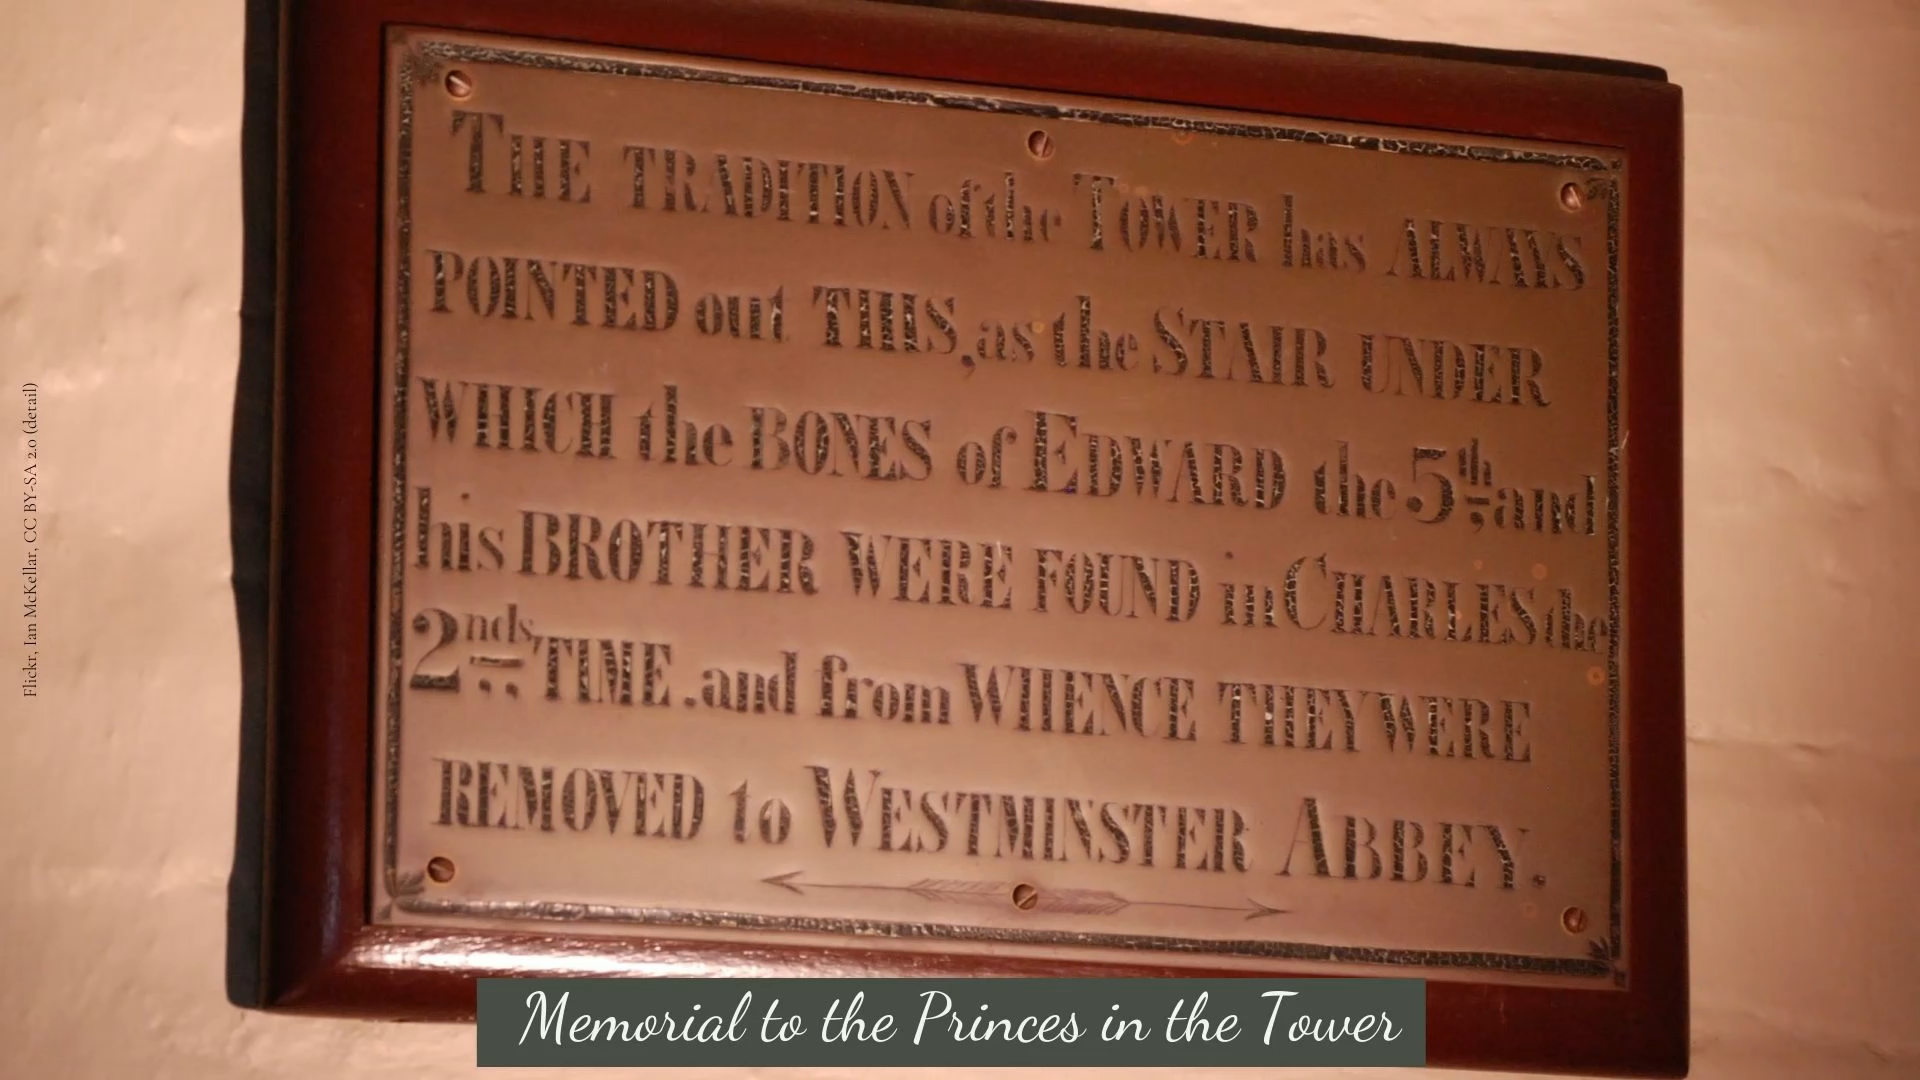 THE TRADITION of the TOWER has ALWAYS
POINTED out THIS, as the STAIR UNDER
WHICH the BONES of EDWARD the 5th, and
his BROTHER WERE FOUND in CHARLES the
2nds, TIME. and from WHENCE THEY WERE
REMOVED to WESTMINSTER ABBEY.
Memorial to the Princes in the Tower
Flickr, Ian McKellar, CC BY-SA 2.0 (detail)